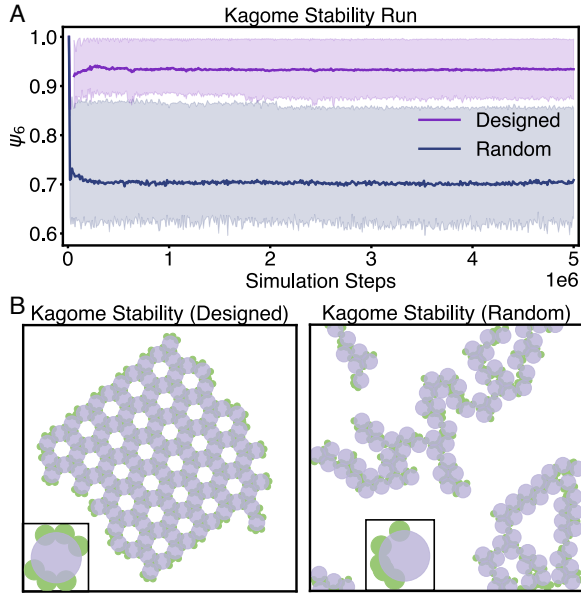 A
Kagome Stability Run
1.0
0.9
0.8
0.7
0.6
ψ6
Designed
Random
0
1
2
3
4
5
Simulation Steps
1e6
B
Kagome Stability (Designed)
Kagome Stability (Random)